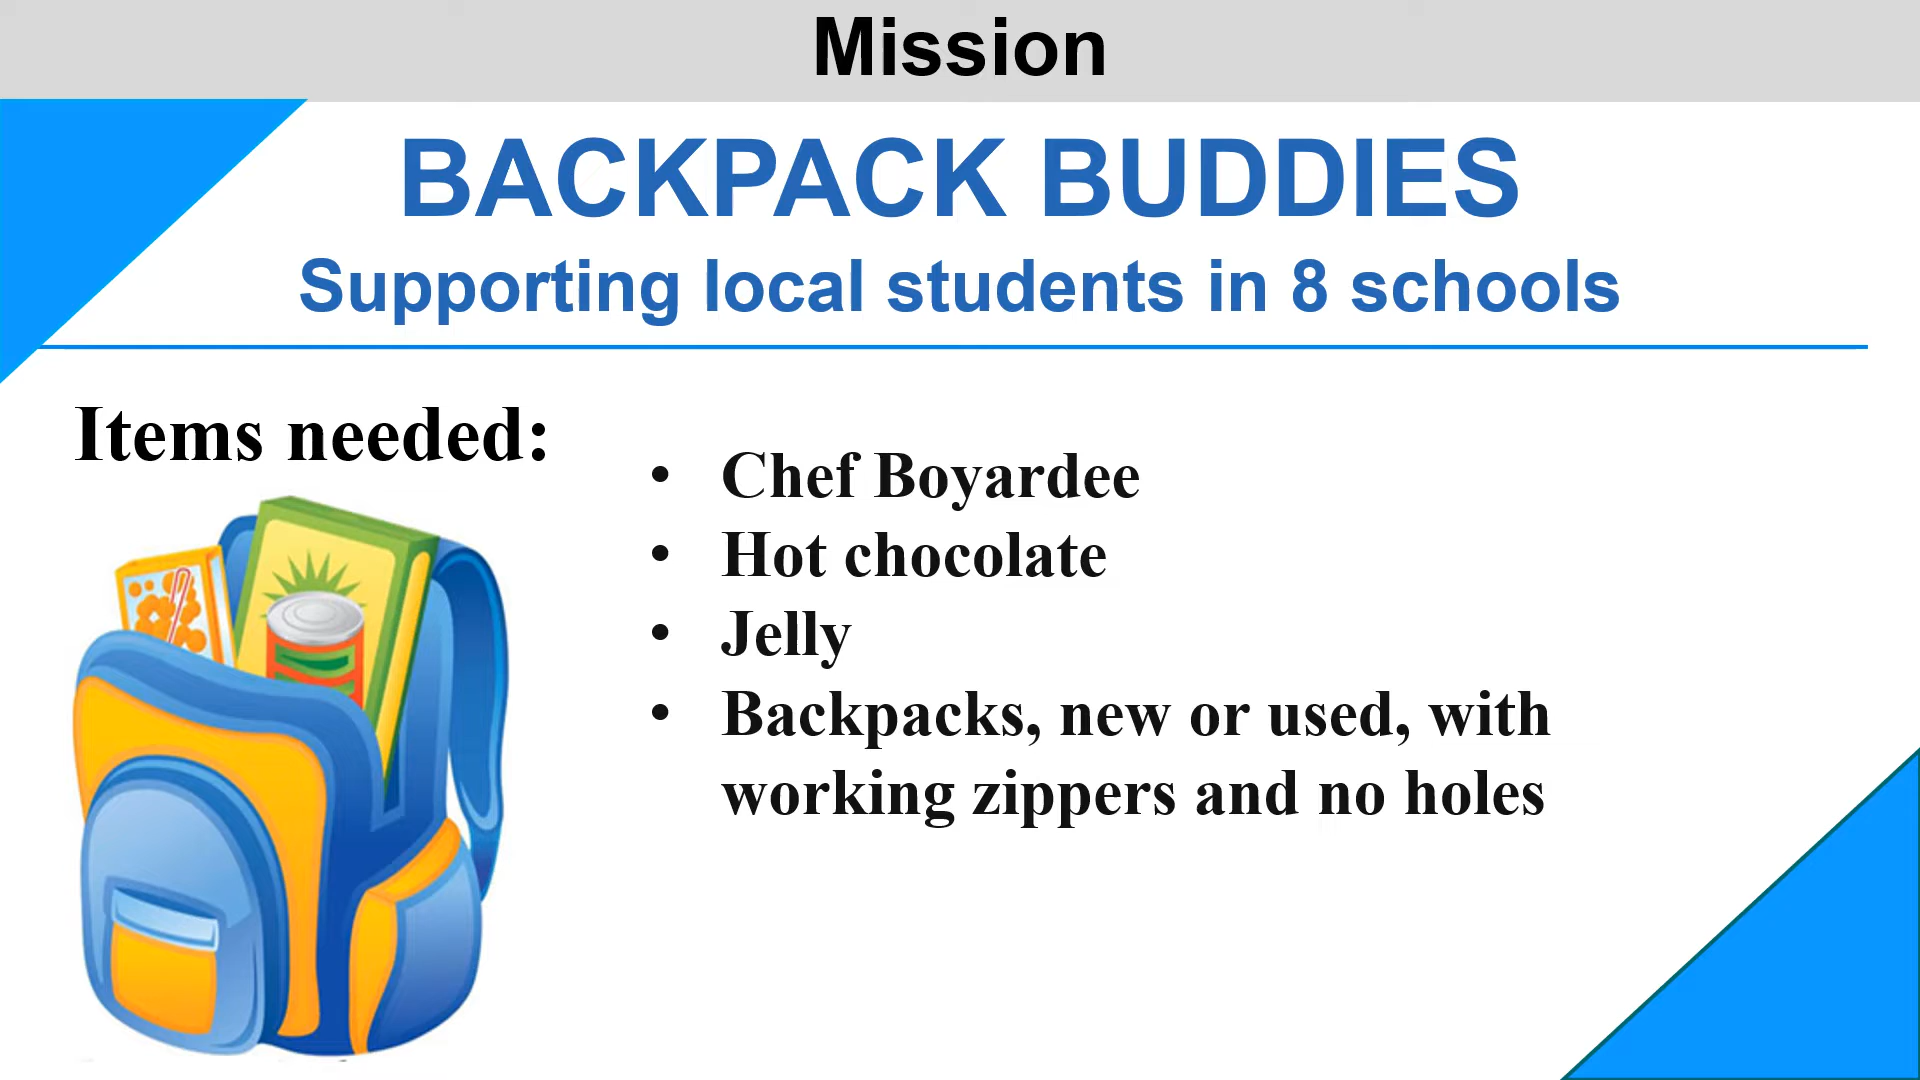 Mission
BACKPACK BUDDIES
Supporting local students in 8 schools
Items needed:
• Chef Boyardee
• Hot chocolate
• Jelly
• Backpacks, new or used, with
working zippers and no holes